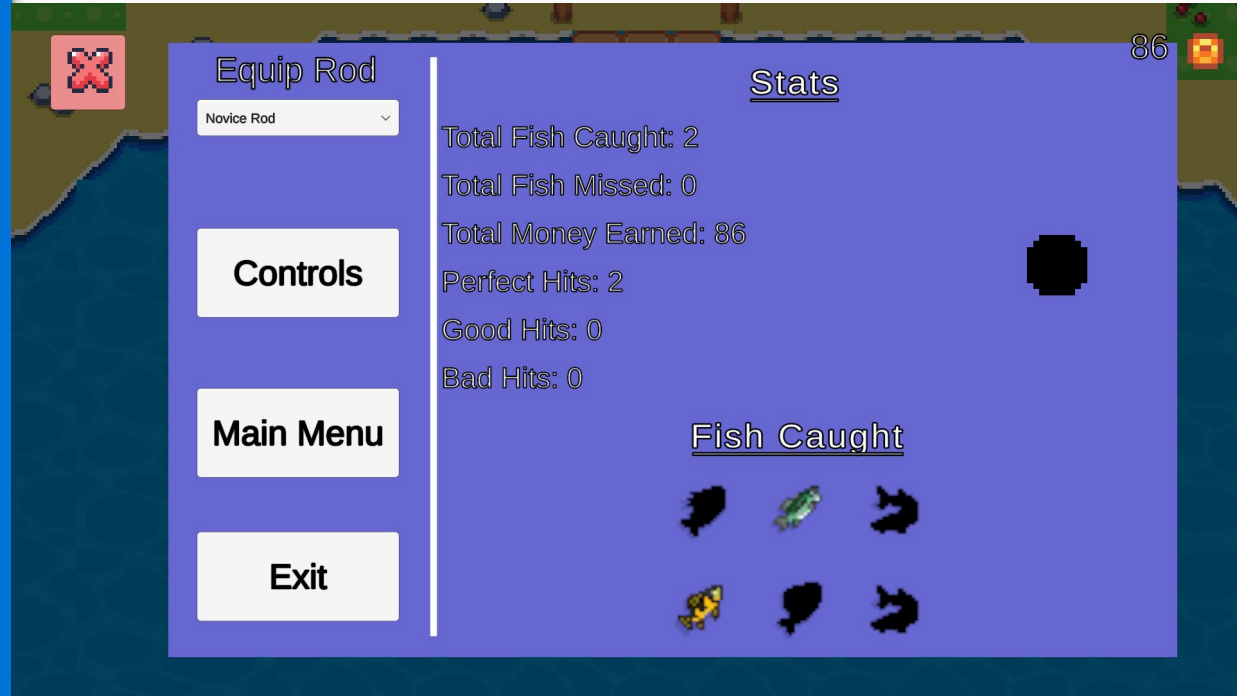 86
Equip Rod
Novice Rod
Controls
Main Menu
Exit
Stats
Total Fish Caught: 2
Total Fish Missed: 0
Total Money Earned: 86
Perfect Hits: 2
Good Hits: 0
Bad Hits: 0
Fish Caught